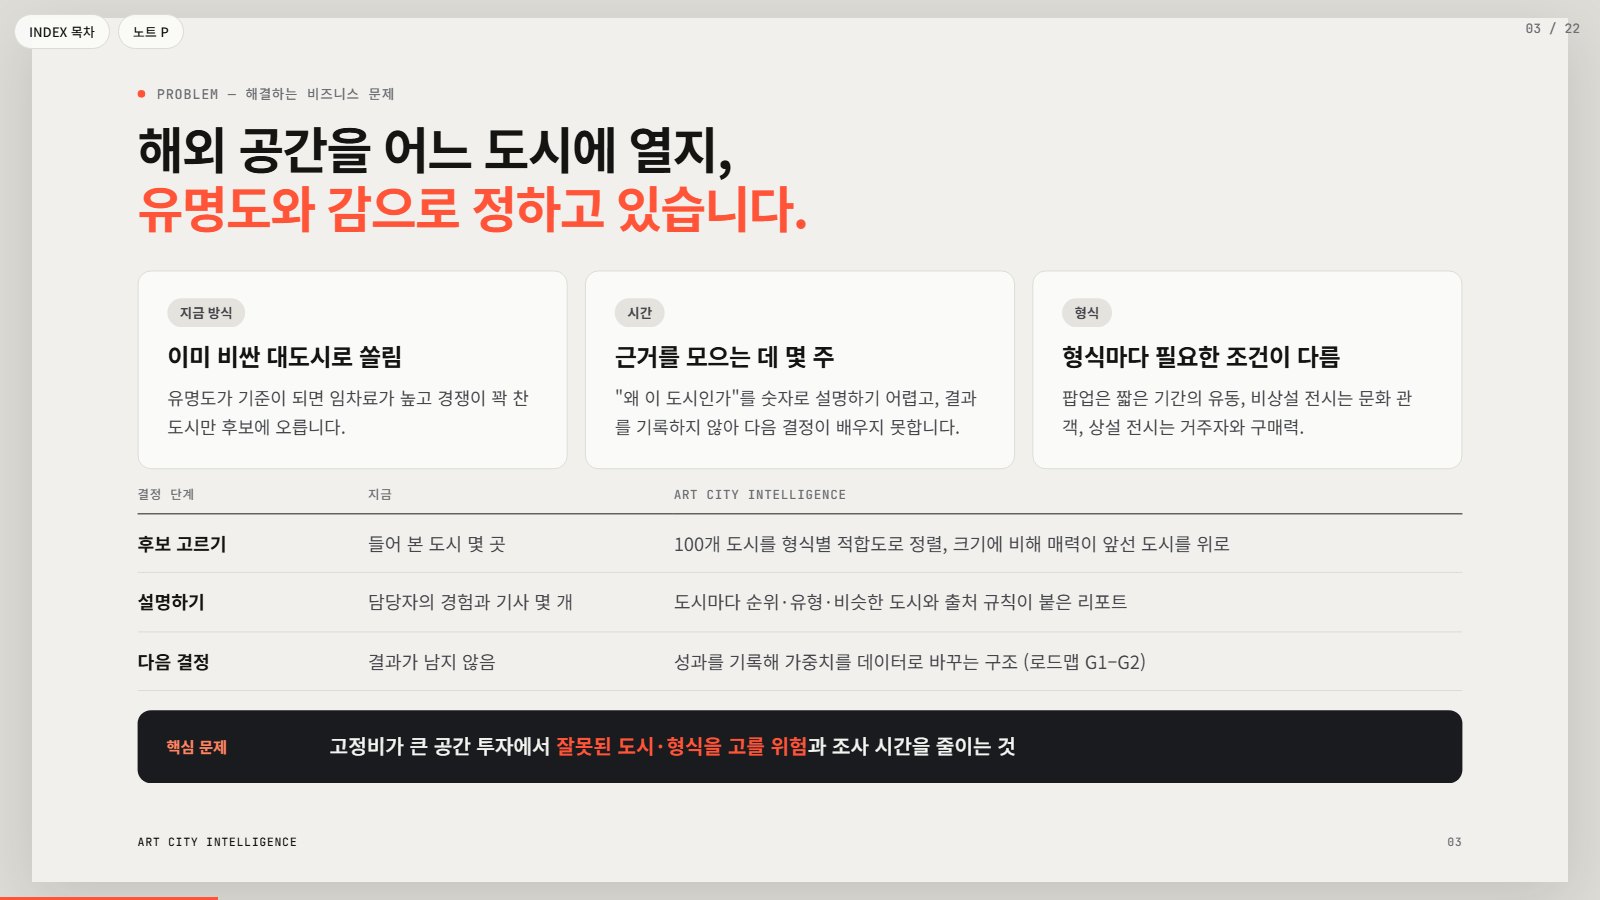 INDEX 목차
노트 P
03 / 22
PROBLEM — 해결하는 비즈니스 문제
해외 공간을 어느 도시에 열지,
유명도와 감으로 정하고 있습니다.
지금 방식
이미 비싼 대도시로 쏠림
유명도가 기준이 되면 임차료가 높고 경쟁이 꽉 찬
도시만 후보에 오릅니다.
시간
근거를 모으는 데 몇 주
"왜 이 도시인가"를 숫자로 설명하기 어렵고, 결과
를 기록하지 않아 다음 결정이 배우지 못합니다.
형식
형식마다 필요한 조건이 다름
팝업은 짧은 기간의 유동, 비상설 전시는 문화 관
객, 상설 전시는 거주자와 구매력.
결정 단계 지금 ART CITY INTELLIGENCE
후보 고르기 들어 본 도시 몇 곳 100개 도시를 형식별 적합도로 정렬, 크기에 비해 매력이 앞선 도시를 위로
설명하기 담당자의 경험과 기사 몇 개 도시마다 순위·유형·비슷한 도시와 출처 규칙이 붙은 리포트
다음 결정 결과가 남지 않음 성과를 기록해 가중치를 데이터로 바꾸는 구조 (로드맵 G1–G2)
핵심 문제 고정비가 큰 공간 투자에서 잘못된 도시·형식을 고를 위험과 조사 시간을 줄이는 것
ART CITY INTELLIGENCE
03